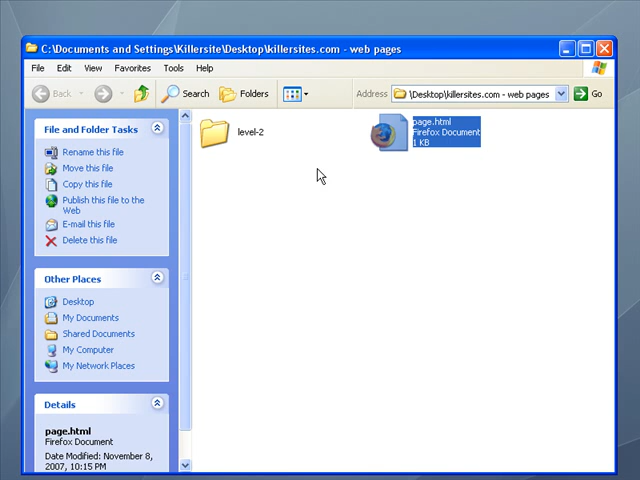 C:\Documents and Settings\Killersite\Desktop\killersites.com - web pages
File Edit View Favorites Tools Help
Back Search Folders Address \Desktop\killersites.com - web pages Go
File and Folder Tasks
Rename this file
Move this file
Copy this file
Publish this file to the
Web
E-mail this file
Delete this file
Other Places
Desktop
My Documents
Shared Documents
My Computer
My Network Places
Details
page.html
Firefox Document
Date Modified: November 8,
2007, 10:15 PM
level-2
page.html
Firefox Document
1 KB